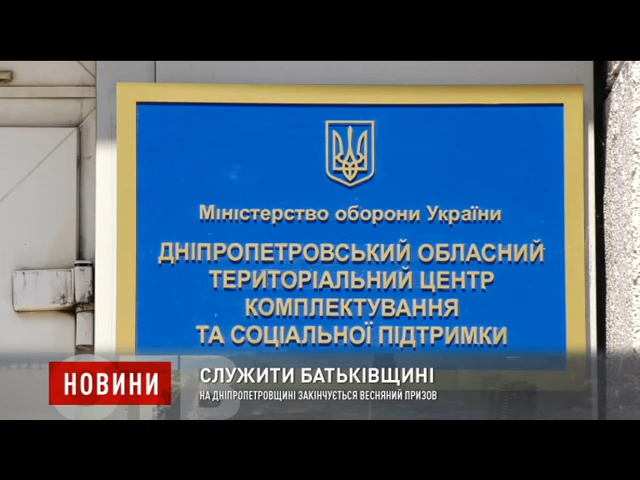 Міністерство оборони України
ДНІПРОПЕТРОВСЬКИЙ ОБЛАСНИЙ
ТЕРИТОРІАЛЬНИЙ ЦЕНТР
КОМПЛЕКТУВАННЯ
ТА СОЦІАЛЬНОЇ ПІДТРИМКИ
НОВИНИ
СЛУЖИТИ БАТЬКІВЩИНІ
НА ДНІПРОПЕТРОВЩИНІ ЗАКІНЧУЄТЬСЯ ВЕСНЯНИЙ ПРИЗОВ